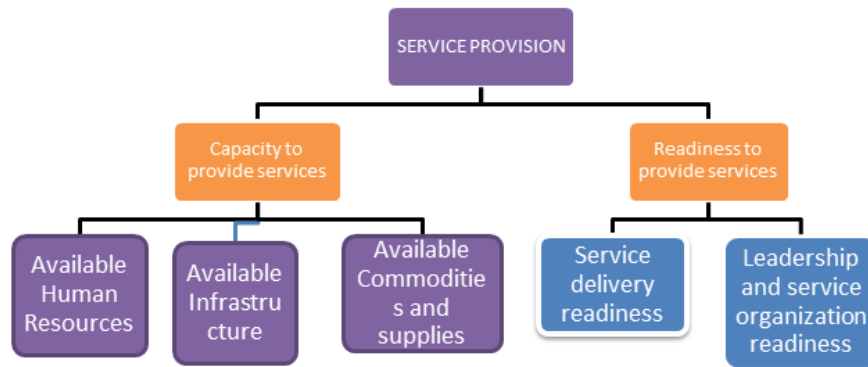 SERVICE PROVISION
Capacity to
provide services
Readiness to
provide services
Available
Human
Resources
Available
Infrastru
cture
Available
Commoditie
s and
supplies
Service
delivery
readiness
Leadership
and service
organization
readiness